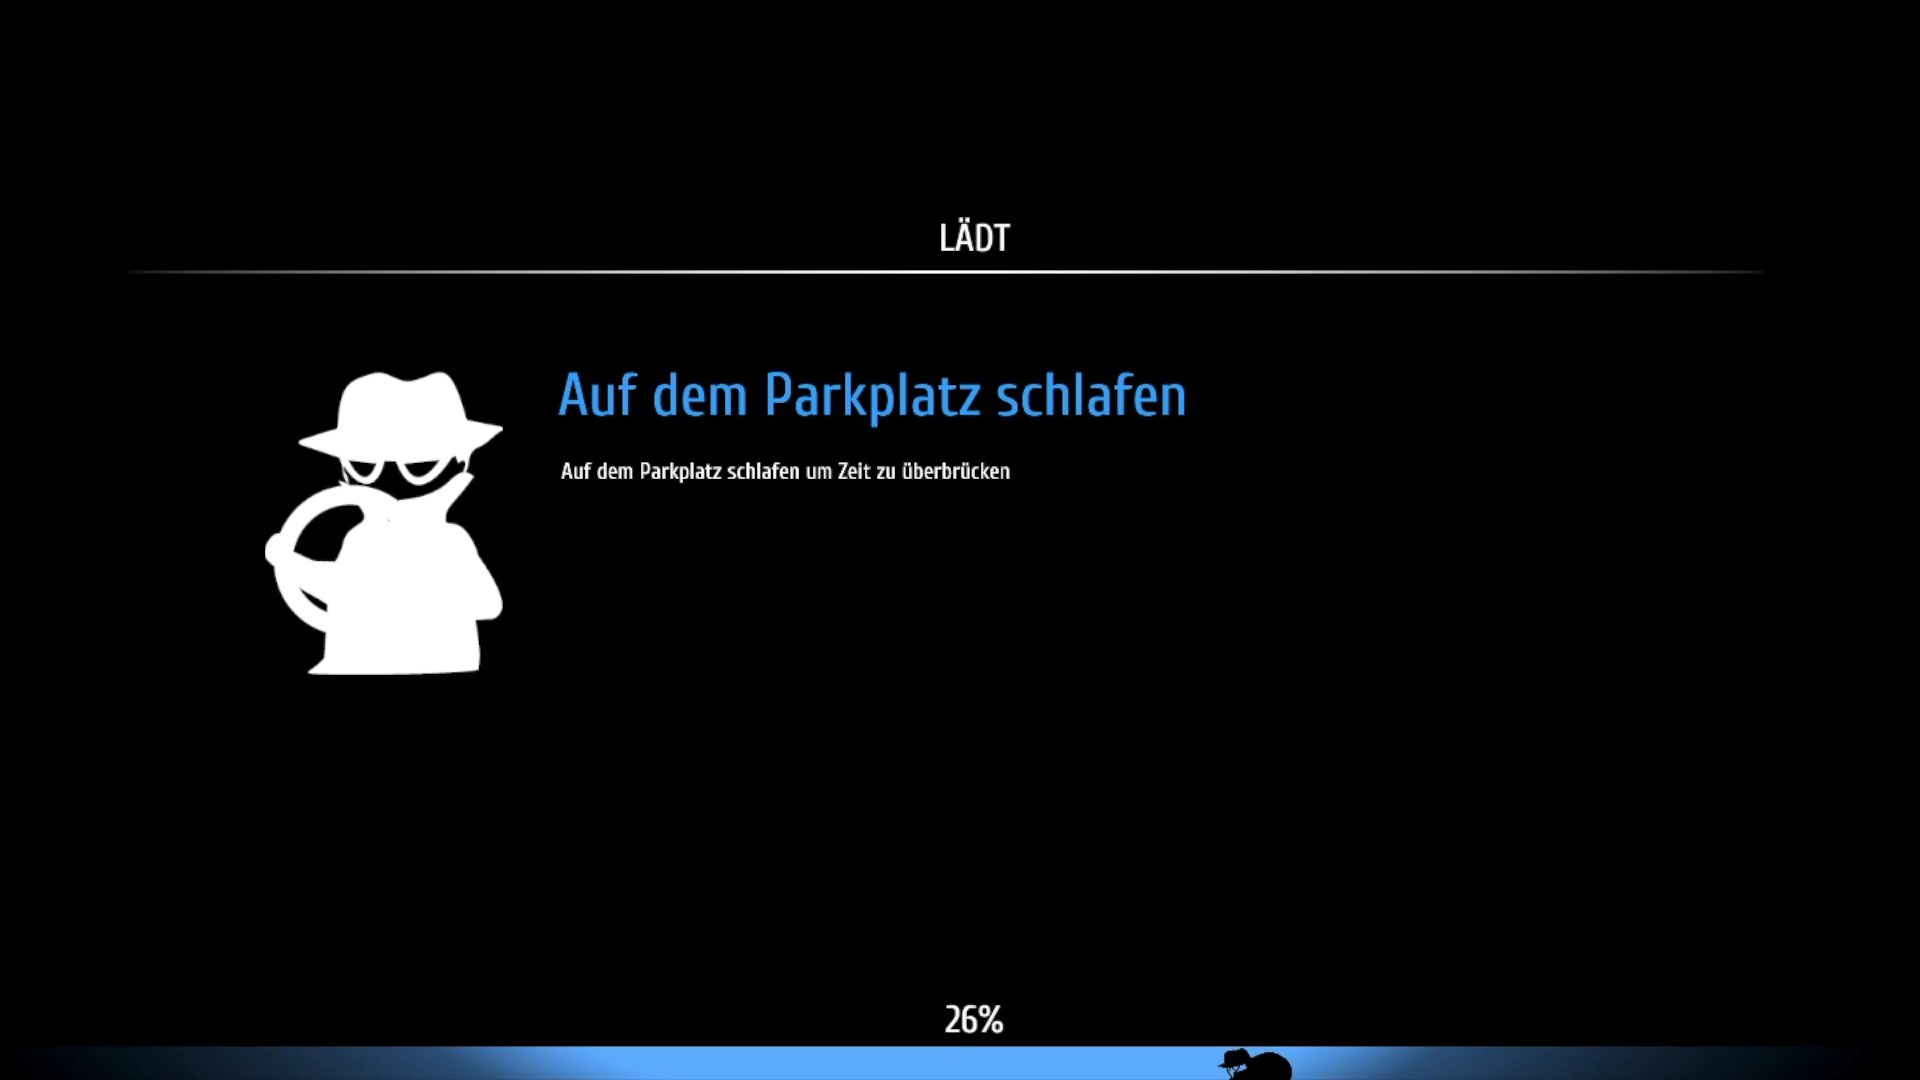 LÄDT
Auf dem Parkplatz schlafen
Auf dem Parkplatz schlafen um Zeit zu überbrücken
26%